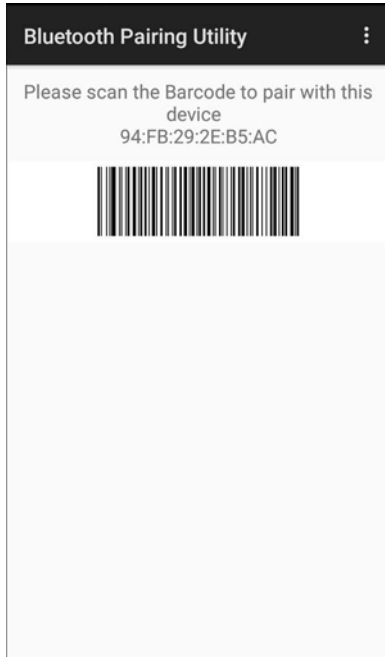 Bluetooth Pairing Utility
Please scan the Barcode to pair with this
device
94:FB:29:2E:B5:AC